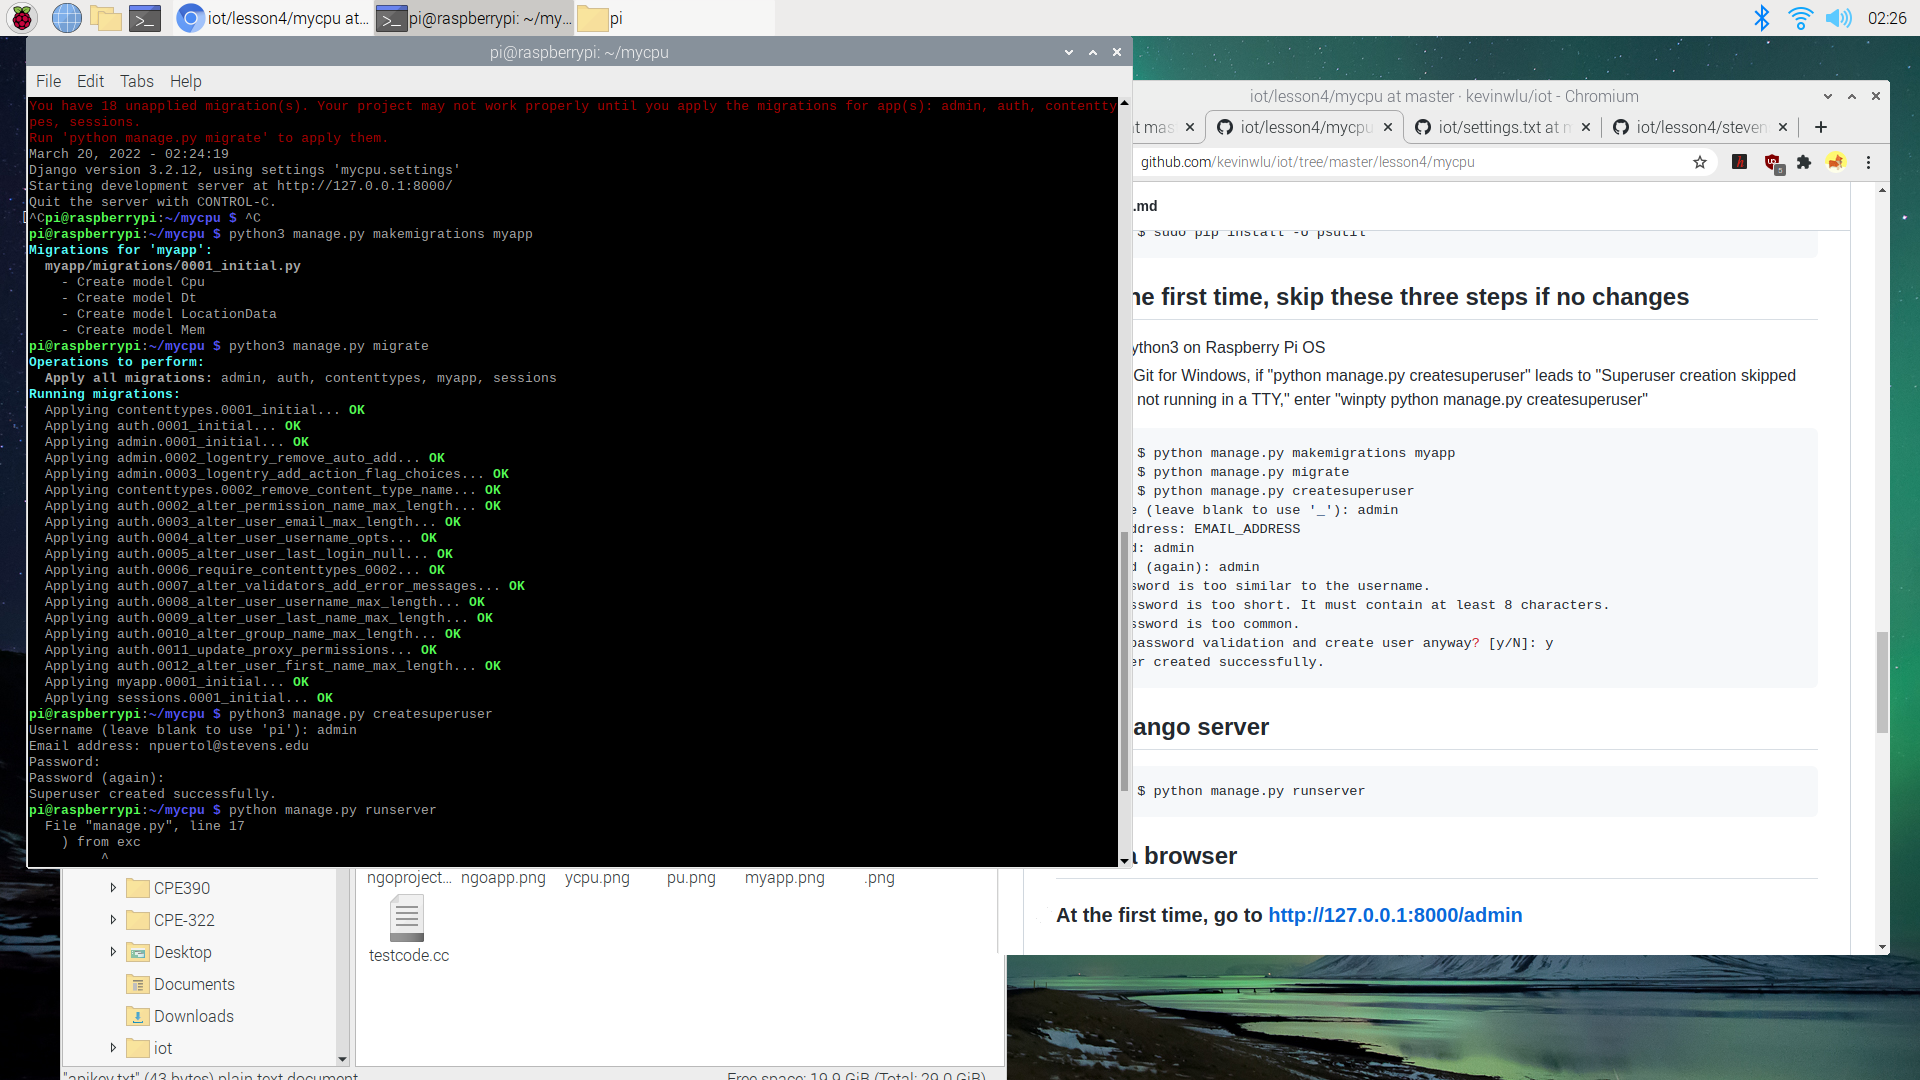 iot/lesson4/mycpu at...
pi@raspberrypi: ~/my...
pi
02:26
pi@raspberrypi: ~/mycpu
File Edit Tabs Help
You have 18 unapplied migration(s). Your project may not work properly until you apply the migrations for app(s): admin, auth, contentty
pes, sessions.
Run 'python manage.py migrate' to apply them.
March 20, 2022 - 02:24:19
Django version 3.2.12, using settings 'mycpu.settings'
Starting development server at http://127.0.0.1:8000/
Quit the server with CONTROL-C.
^Cpi@raspberrypi:~/mycpu $ ^C
pi@raspberrypi:~/mycpu $ python3 manage.py makemigrations myapp
Migrations for 'myapp':
myapp/migrations/0001_initial.py
- Create model Cpu
- Create model Dt
- Create model LocationData
- Create model Mem
pi@raspberrypi:~/mycpu $ python3 manage.py migrate
Operations to perform:
Apply all migrations: admin, auth, contenttypes, myapp, sessions
Running migrations:
Applying contenttypes.0001_initial... OK
Applying auth.0001_initial... OK
Applying admin.0001_initial... OK
Applying admin.0002_logentry_remove_auto_add... OK
Applying admin.0003_logentry_add_action_flag_choices... OK
Applying contenttypes.0002_remove_content_type_name... OK
Applying auth.0002_alter_permission_name_max_length... OK
Applying auth.0003_alter_user_email_max_length... OK
Applying auth.0004_alter_user_username_opts... OK
Applying auth.0005_alter_user_last_login_null... OK
Applying auth.0006_require_contenttypes_0002... OK
Applying auth.0007_alter_validators_add_error_messages... OK
Applying auth.0008_alter_user_username_max_length... OK
Applying auth.0009_alter_user_last_name_max_length... OK
Applying auth.0010_alter_group_name_max_length... OK
Applying auth.0011_update_proxy_permissions... OK
Applying auth.0012_alter_user_first_name_max_length... OK
Applying myapp.0001_initial... OK
Applying sessions.0001_initial... OK
pi@raspberrypi:~/mycpu $ python3 manage.py createsuperuser
Username (leave blank to use 'pi'): admin
Email address: npuertol@stevens.edu
Password:
Password (again):
Superuser created successfully.
pi@raspberrypi:~/mycpu $ python manage.py runserver
File "manage.py", line 17
) from exc
^
iot/lesson4/mycpu at master · kevinwlu/iot - Chromium
at mas
iot/lesson4/mycpu
iot/settings.txt at m
iot/lesson4/steven
github.com/kevinwlu/iot/tree/master/lesson4/mycpu
.md
$ sudo pip install -U psutil
he first time, skip these three steps if no changes
ython3 on Raspberry Pi OS
Git for Windows, if "python manage.py createsuperuser" leads to "Superuser creation skipped
not running in a TTY," enter "winpty python manage.py createsuperuser"
$ python manage.py makemigrations myapp
$ python manage.py migrate
$ python manage.py createsuperuser
e (leave blank to use '_'): admin
ddress: EMAIL_ADDRESS
d: admin
d (again): admin
sword is too similar to the username.
ssword is too short. It must contain at least 8 characters.
ssword is too common.
password validation and create user anyway? [y/N]: y
er created successfully.
ango server
$ python manage.py runserver
a browser
At the first time, go to http://127.0.0.1:8000/admin
CPE390
CPE-322
Desktop
Documents
Downloads
iot
ngoproject... ngoapp.png ycpu.png pu.png myapp.png .png
testcode.cc
"apikey.txt" (43 bytes) plain text document
Free space: 19.9 GiB (Total: 29.0 GiB)